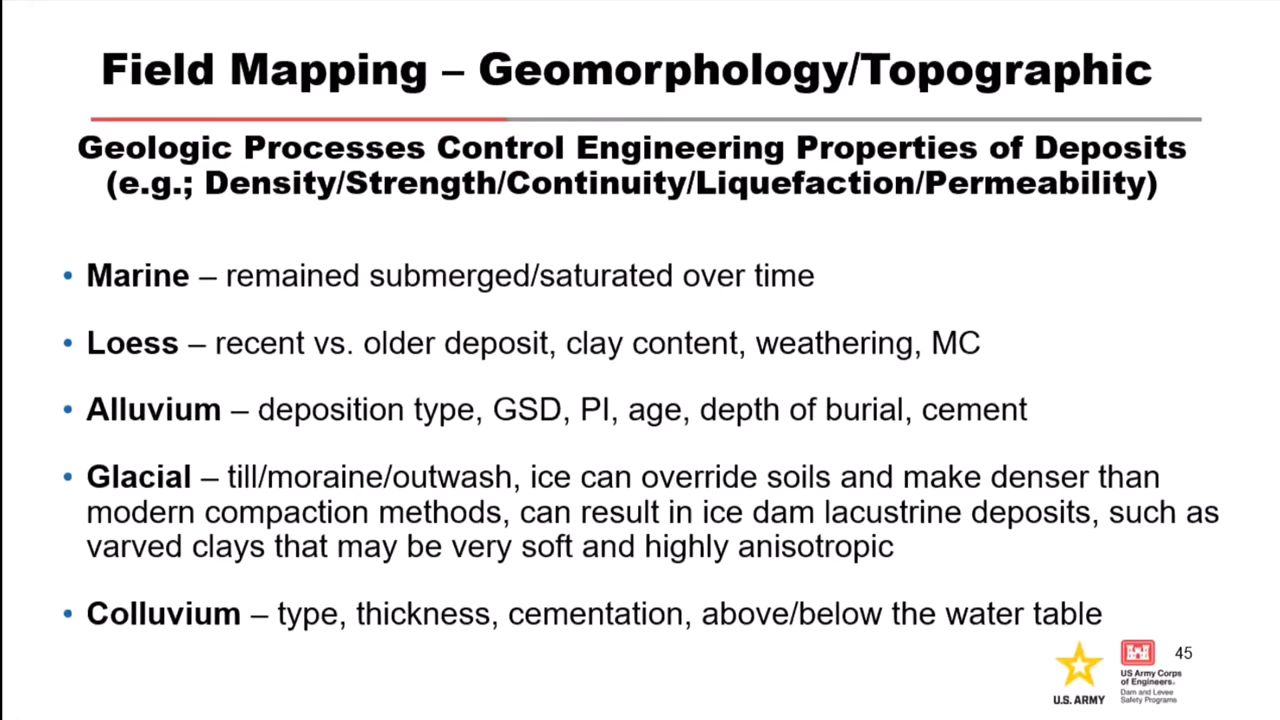 Field Mapping – Geomorphology/Topographic
Geologic Processes Control Engineering Properties of Deposits
(e.g.; Density/Strength/Continuity/Liquefaction/Permeability)
• Marine – remained submerged/saturated over time
• Loess – recent vs. older deposit, clay content, weathering, MC
• Alluvium – deposition type, GSD, PI, age, depth of burial, cement
• Glacial – till/moraine/outwash, ice can override soils and make denser than
modern compaction methods, can result in ice dam lacustrine deposits, such as
varved clays that may be very soft and highly anisotropic
• Colluvium – type, thickness, cementation, above/below the water table
45
U.S. ARMY
US Army Corps
of Engineers.
Dam and Levee
Safety Programs